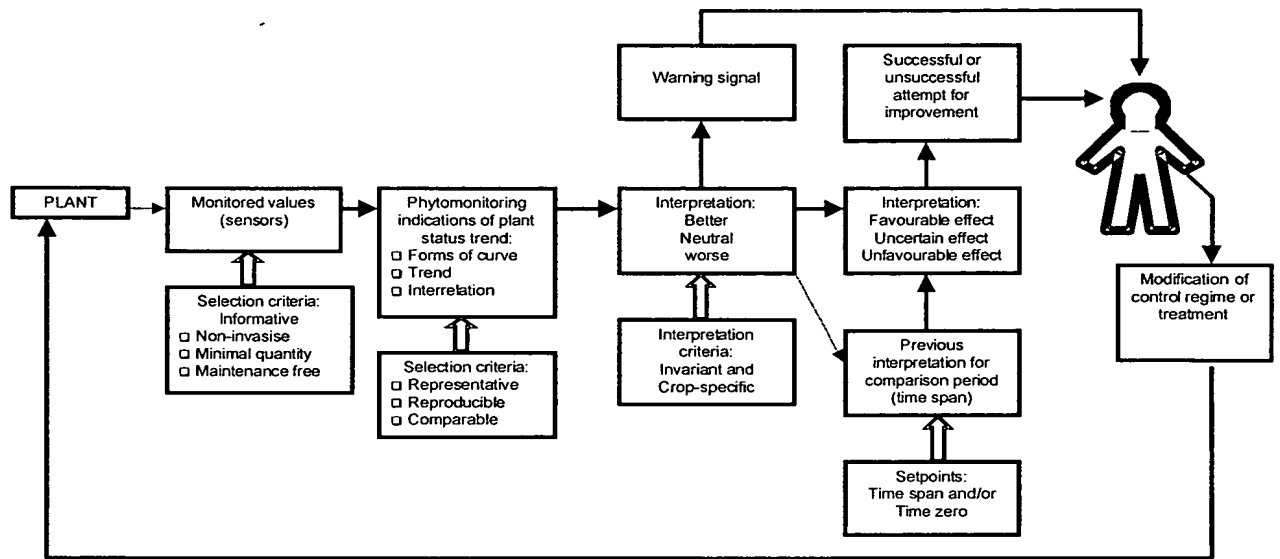 Warning signal
Successful or
unsuccessful
attempt for
improvement
PLANT
Monitored values
(sensors)
Phytomonitoring
indications of plant
status trend:
❑ Forms of curve
❑ Trend
❑ Interrelation
Interpretation:
Better
Neutral
worse
Interpretation:
Favourable effect
Uncertain effect
Unfavourable effect
Modification of
control regime or
treatment
Selection criteria:
Informative
❑ Non-invasise
❑ Minimal quantity
❑ Maintenance free
Selection criteria:
❑ Representative
❑ Reproducible
❑ Comparable
Interpretation
criteria:
Invariant and
Crop-specific
Previous
interpretation for
comparison period
(time span)
Setpoints:
Time span and/or
Time zero